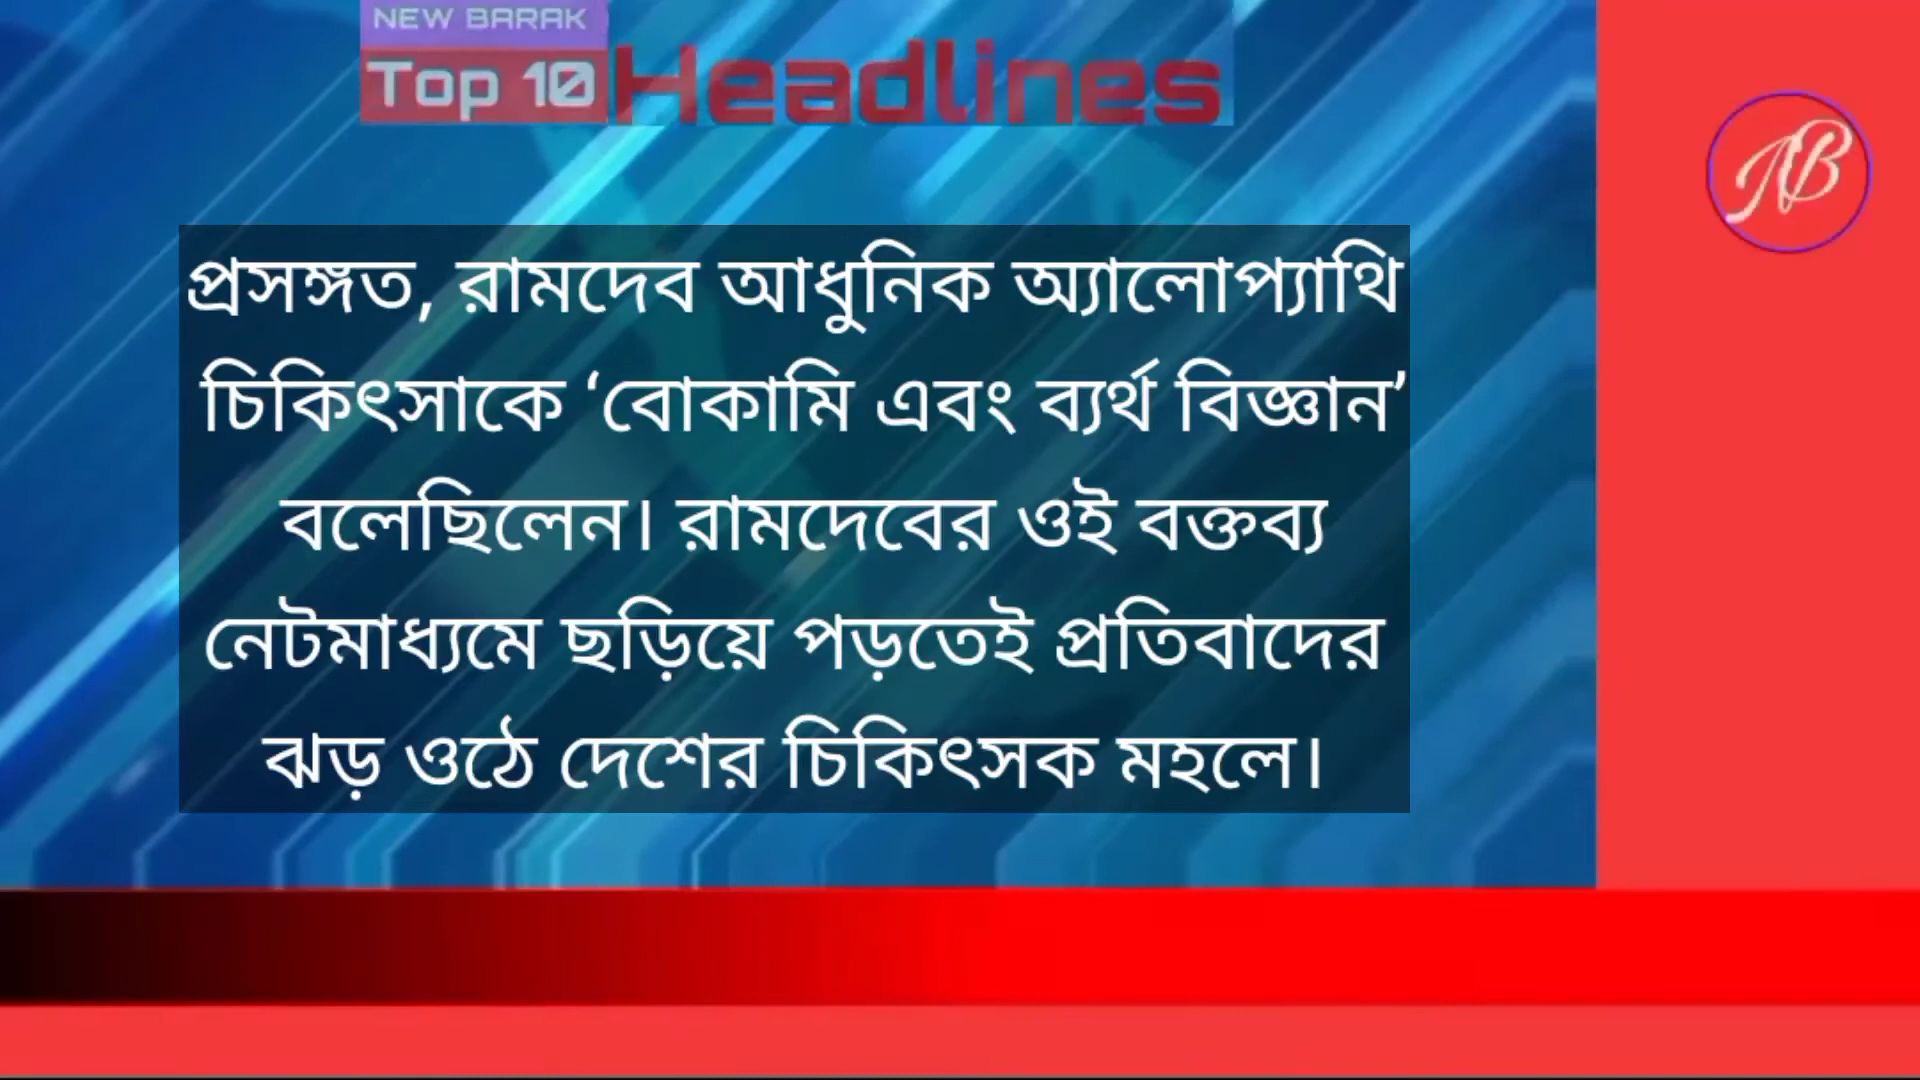 NEW BARAK
Top 10 Headlines
NB
প্রসঙ্গত, রামদেব আধুনিক অ্যালোপ্যাথি
চিকিৎসাকে ‘বোকামি এবং ব্যর্থ বিজ্ঞান’
বলেছিলেন। রামদেবের ওই বক্তব্য
নেটমাধ্যমে ছড়িয়ে পড়তেই প্রতিবাদের
ঝড় ওঠে দেশের চিকিৎসক মহলে।